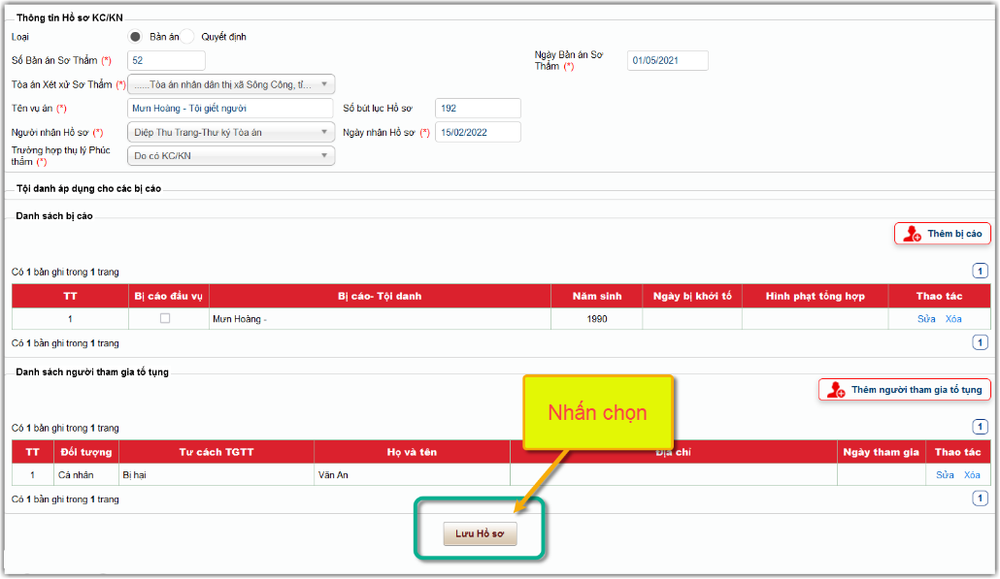 Thông tin Hồ sơ KC/KN
Loại Bản án Quyết định
Số Bản án Sơ Thẩm (*) 52 Ngày Bản án Sơ Thẩm (*) 01/05/2021
Tòa án Xét xử Sơ Thẩm (*) ......Tòa án nhân dân thị xã Sông Công, tỉ...
Tên vụ án (*) Mưn Hoàng - Tội giết người Số bút lục Hồ sơ 192
Người nhận Hồ sơ (*) Diệp Thu Trang-Thư ký Tòa án Ngày nhận Hồ sơ (*) 15/02/2022
Trường hợp thụ lý Phúc thẩm (*) Do có KC/KN
Tội danh áp dụng cho các bị cáo
Danh sách bị cáo
Thêm bị cáo
Có 1 bản ghi trong 1 trang 1
TT Bị cáo đầu vụ Bị cáo- Tội danh Năm sinh Ngày bị khởi tố Hình phạt tổng hợp Thao tác
1 Mưn Hoàng - 1990 Sửa Xóa
Có 1 bản ghi trong 1 trang 1
Danh sách người tham gia tố tụng
Thêm người tham gia tố tụng
Nhấn chọn
Có 1 bản ghi trong 1 trang 1
TT Đối tượng Tư cách TGTT Họ và tên Địa chỉ Ngày tham gia Thao tác
1 Cá nhân Bị hại Văn An Sửa Xóa
Có 1 bản ghi trong 1 trang 1
Lưu Hồ sơ